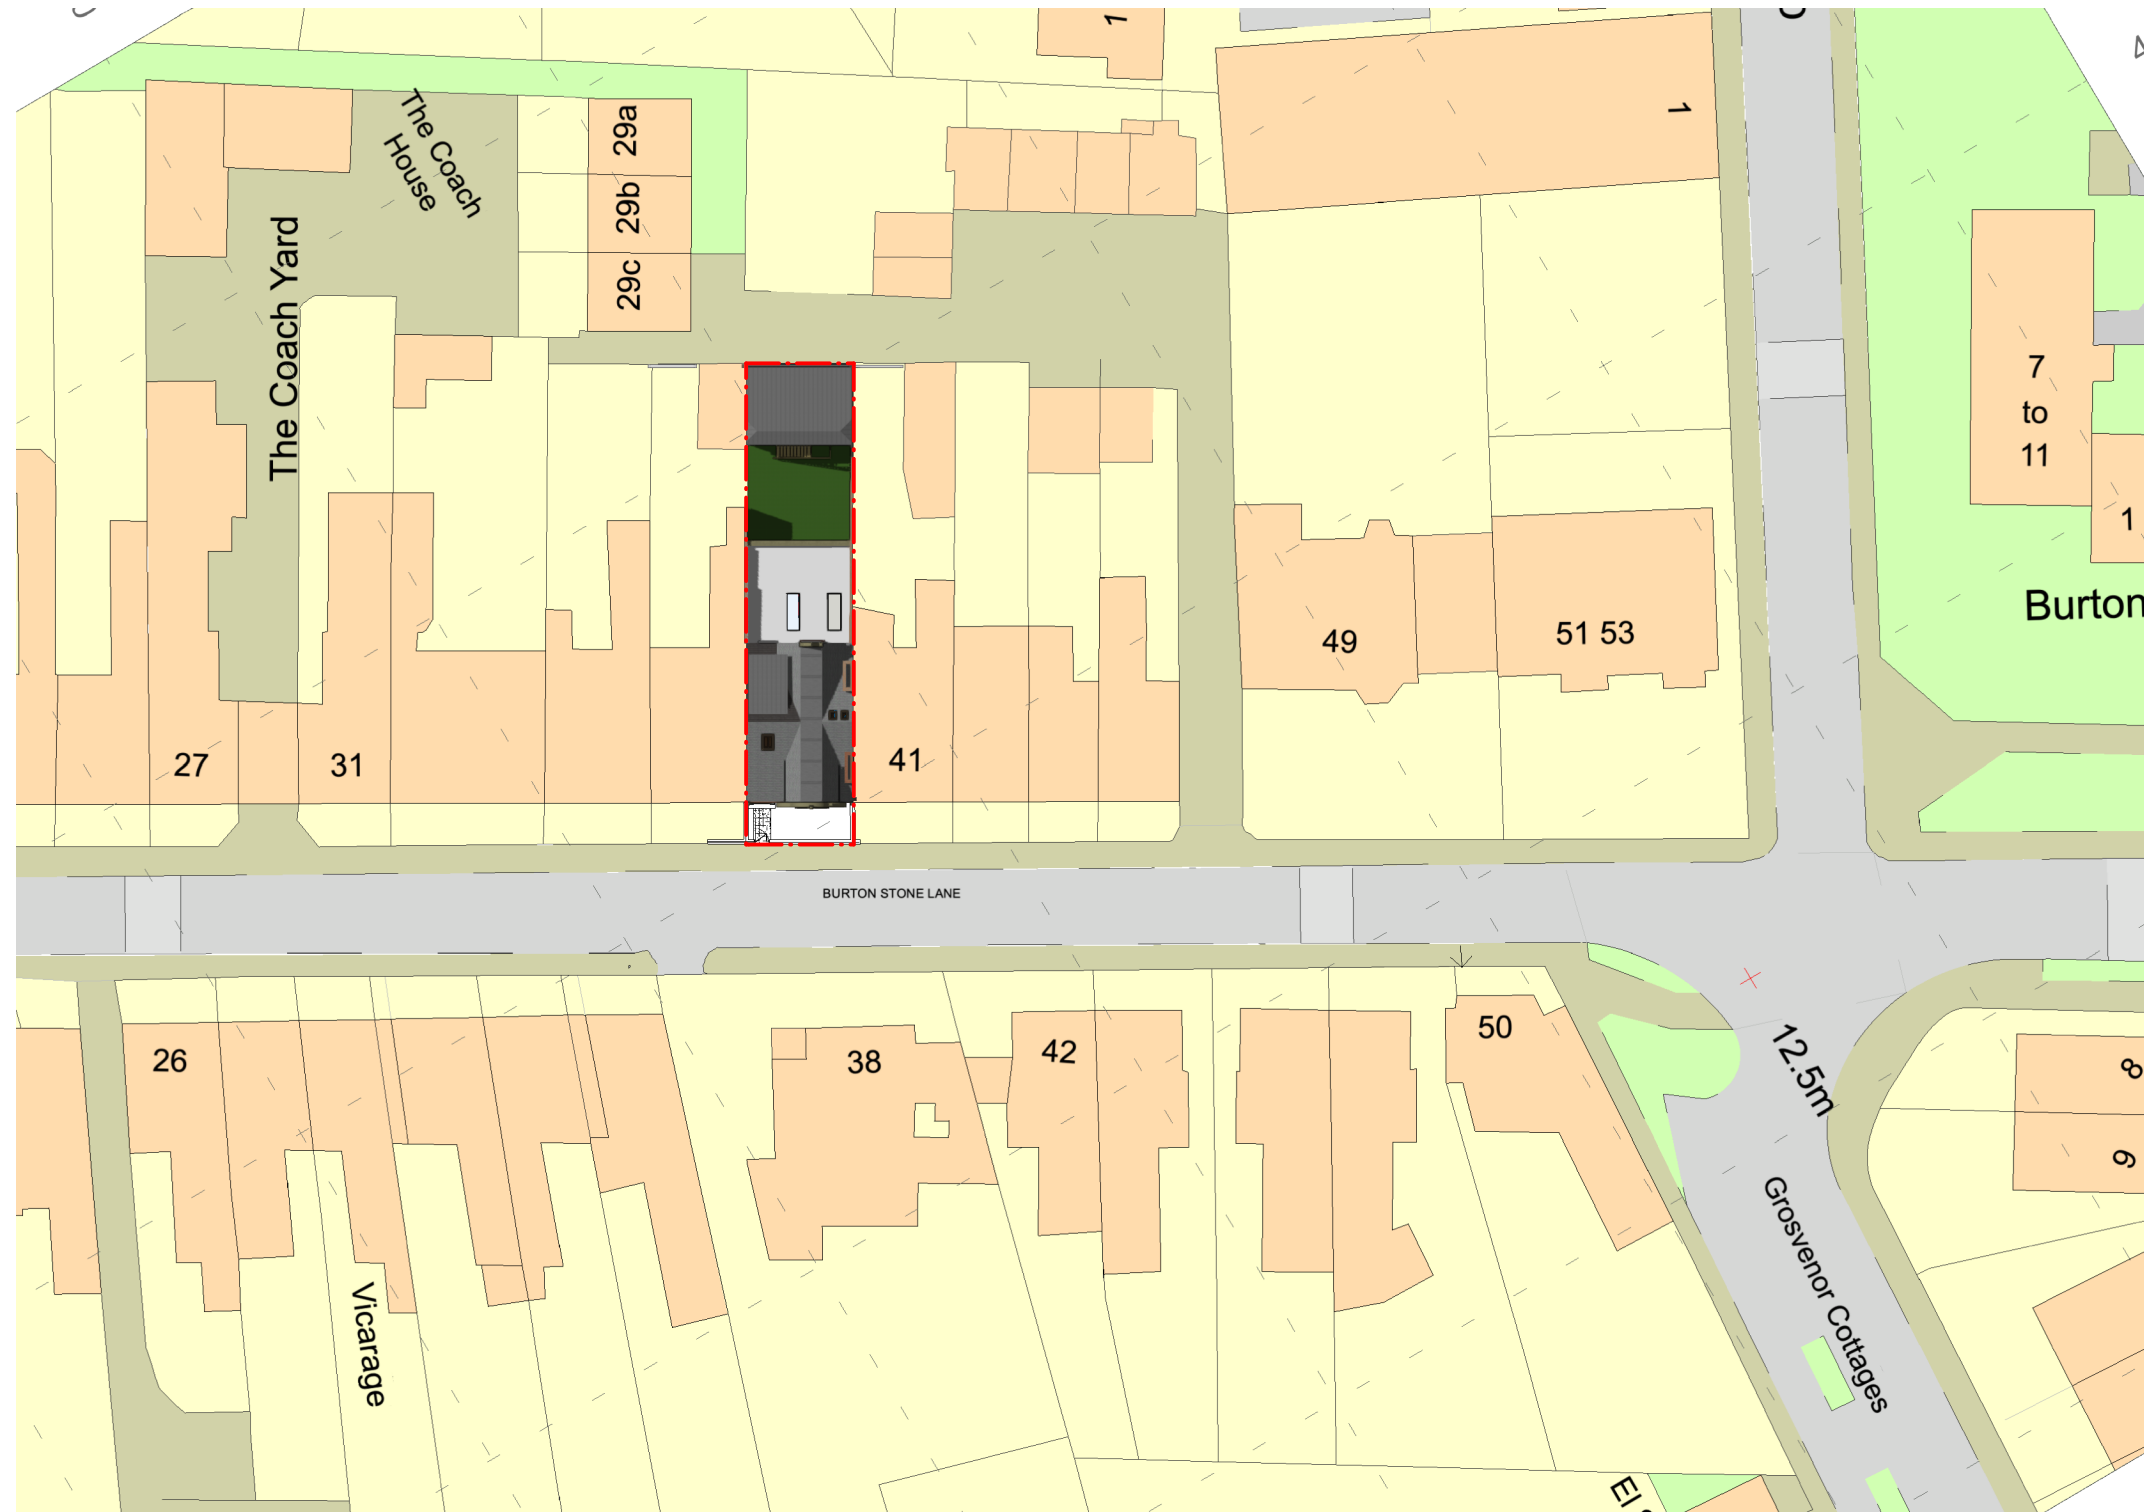 1
29a
The Coach
House
29b
1
The Coach Yard
29c
7
to
11
1
Burton
49
51 53
27
31
41
BURTON STONE LANE
26
38
42
50
12.5m
8
9
Grosvenor Cottages
Vicarage